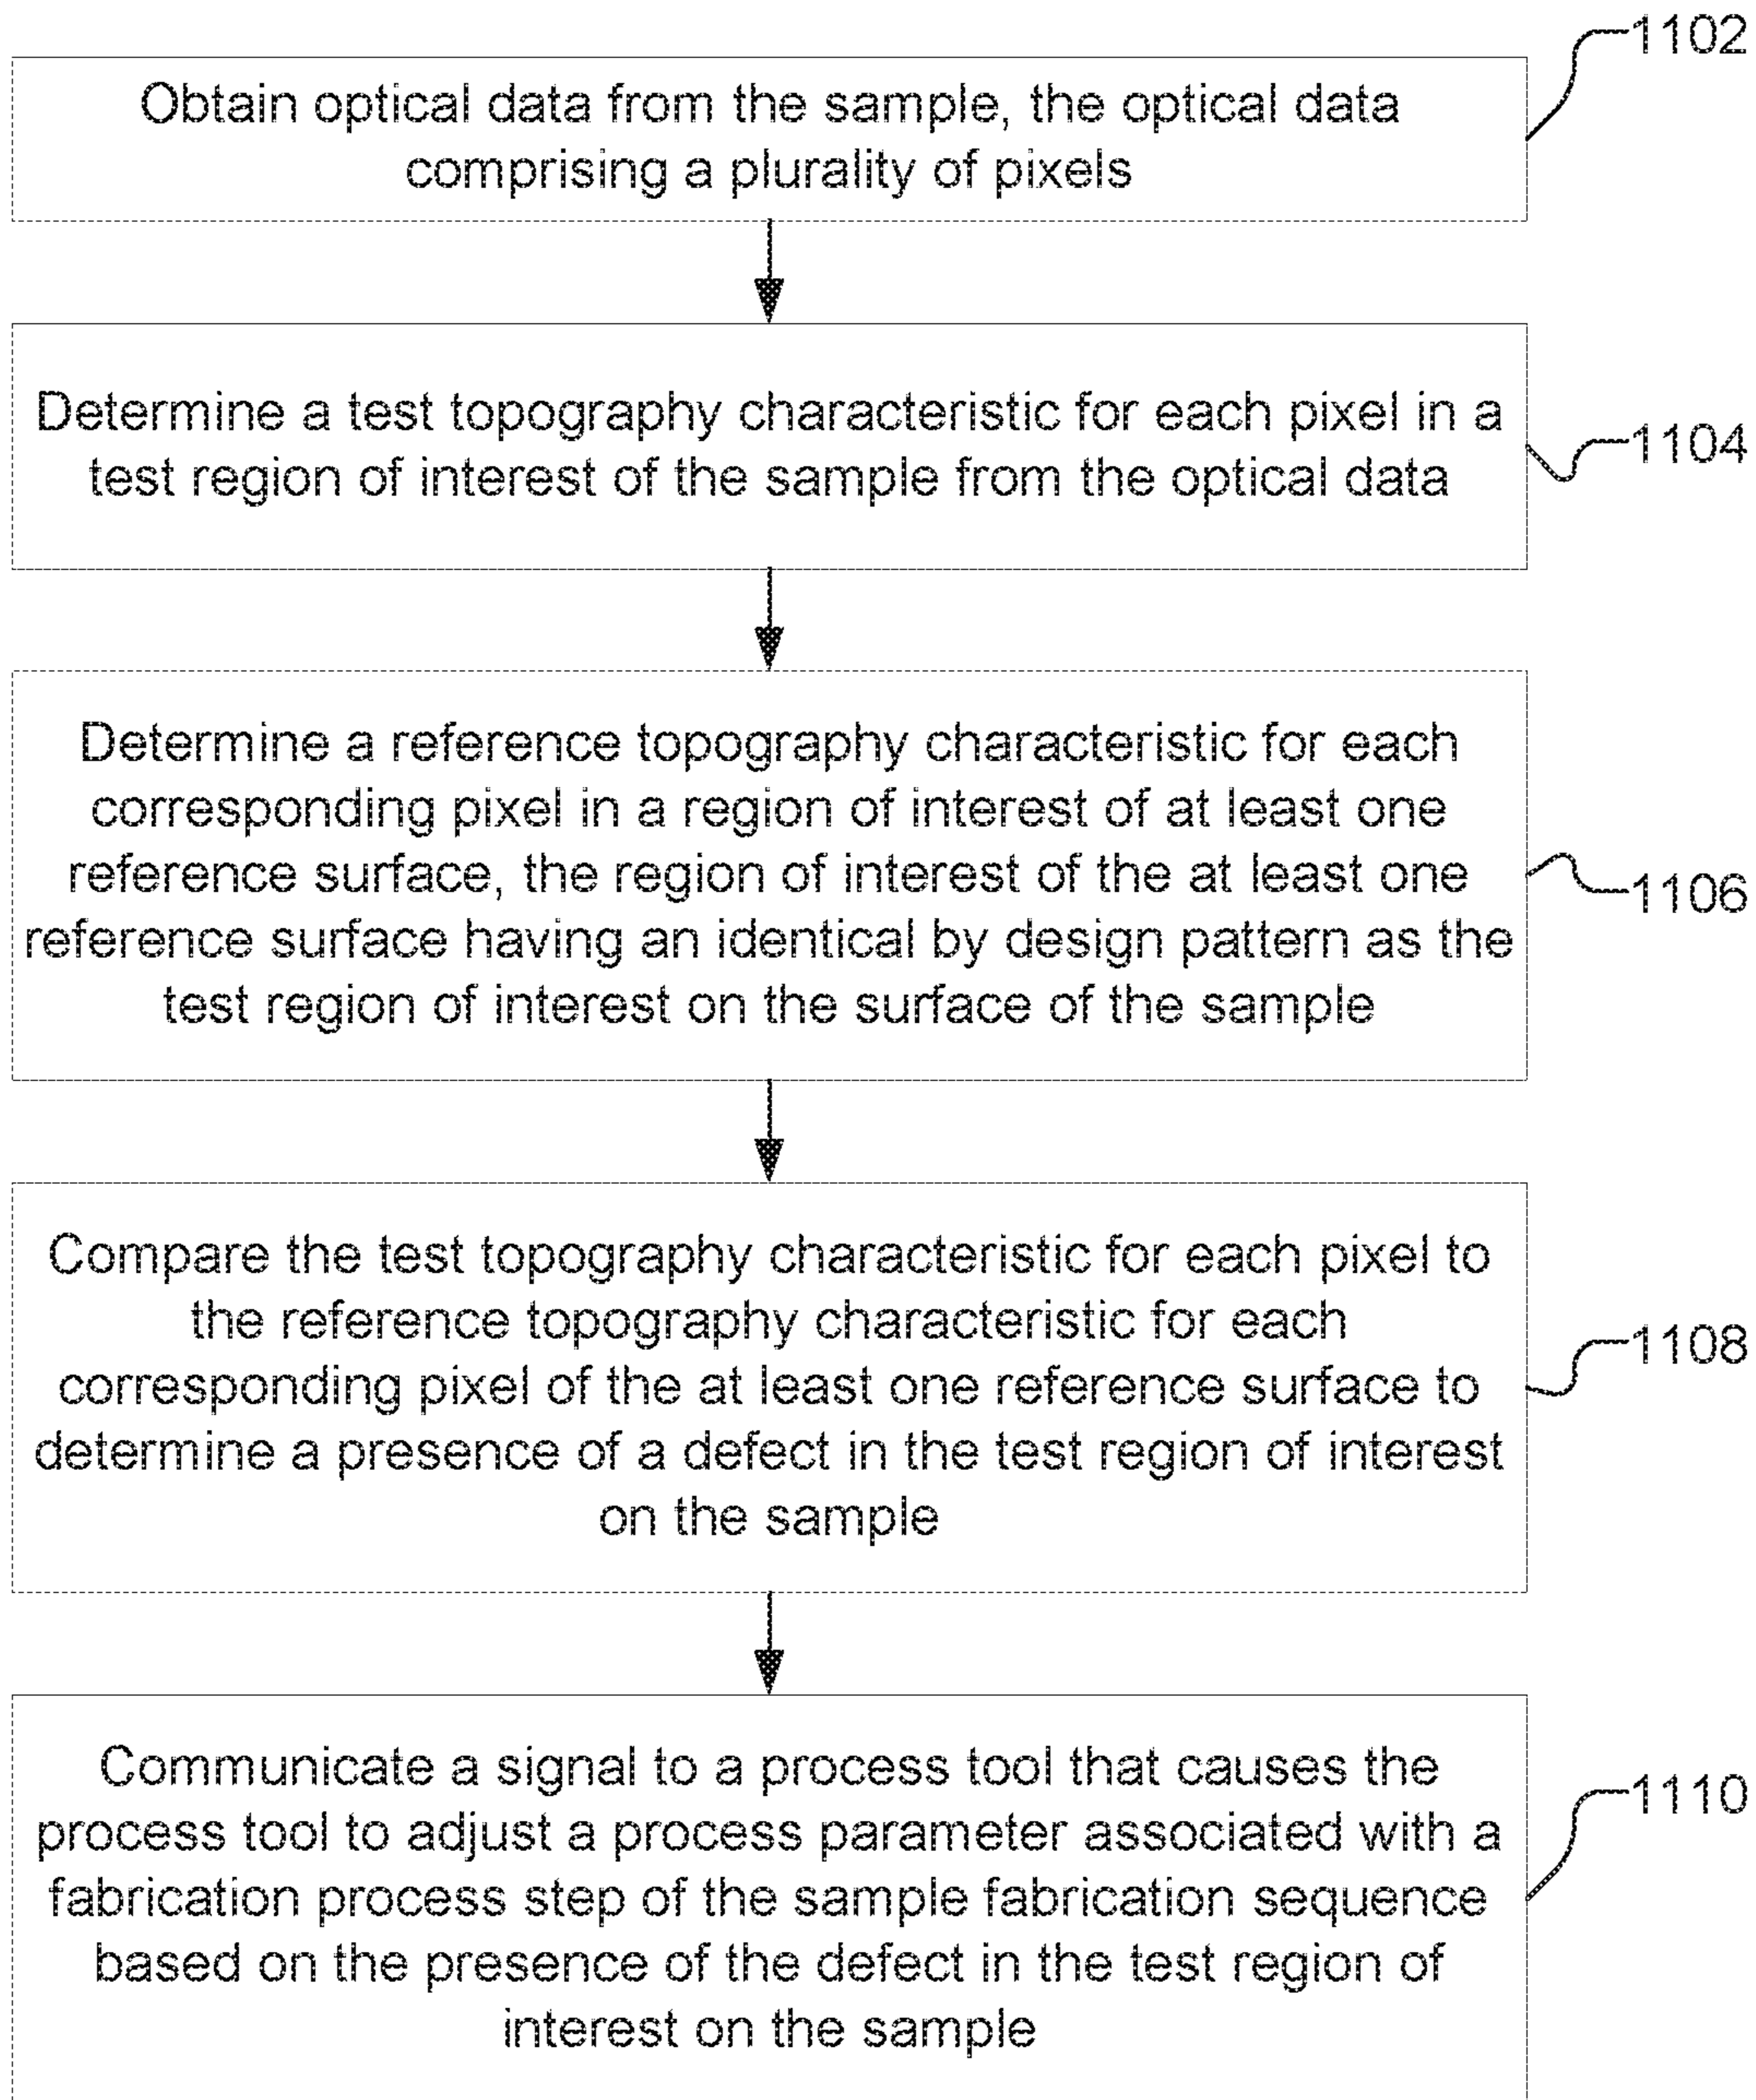 1102
Obtain optical data from the sample, the optical data
comprising a plurality of pixels
Determine a test topography characteristic for each pixel in a
test region of interest of the sample from the optical data
1104
Determine a reference topography characteristic for each
corresponding pixel in a region of interest of at least one
reference surface, the region of interest of the at least one
reference surface having an identical by design pattern as the
test region of interest on the surface of the sample
1106
Compare the test topography characteristic for each pixel to
the reference topography characteristic for each
corresponding pixel of the at least one reference surface to
determine a presence of a defect in the test region of interest
on the sample
1108
Communicate a signal to a process tool that causes the
process tool to adjust a process parameter associated with a
fabrication process step of the sample fabrication sequence
based on the presence of the defect in the test region of
interest on the sample
1110